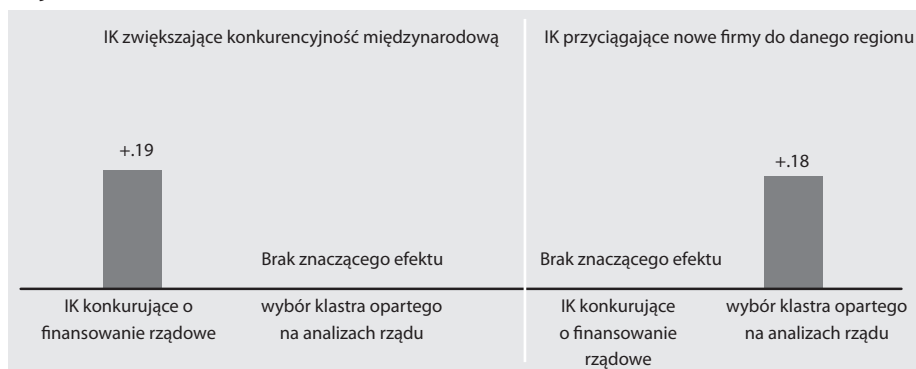 IK zwiększające konkurencyjność międzynarodową
+.19
Brak znaczącego efektu
IK konkurujące o
finansowanie rządowe
wybór klastra opartego
na analizach rządu
IK przyciągające nowe firmy do danego regionu
Brak znaczącego efektu
+.18
IK konkurujące
o finansowanie
rządowe
wybór klastra opartego
na analizach rządu